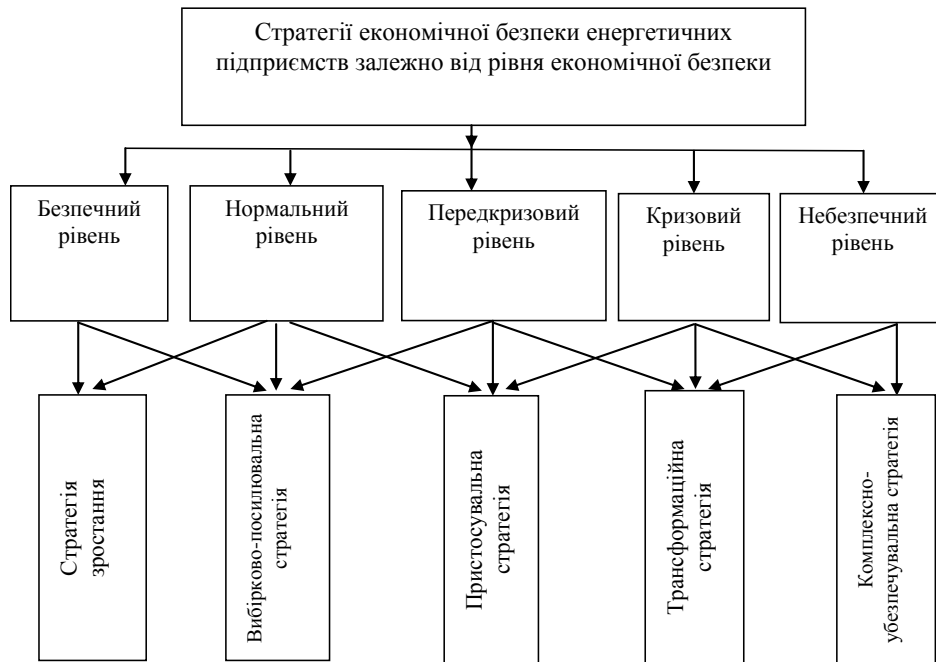 Стратегії економічної безпеки енергетичних
підприємств залежно від рівня економічної безпеки
Безпечний
рівень
Нормальний
рівень
Передкризовий
рівень
Кризовий
рівень
Небезпечний
рівень
Стратегія
зростання
Вибірково-посилювальна
стратегія
Пристосувальна
стратегія
Трансформаційна
стратегія
Комплексно-
убезпечувальна стратегія